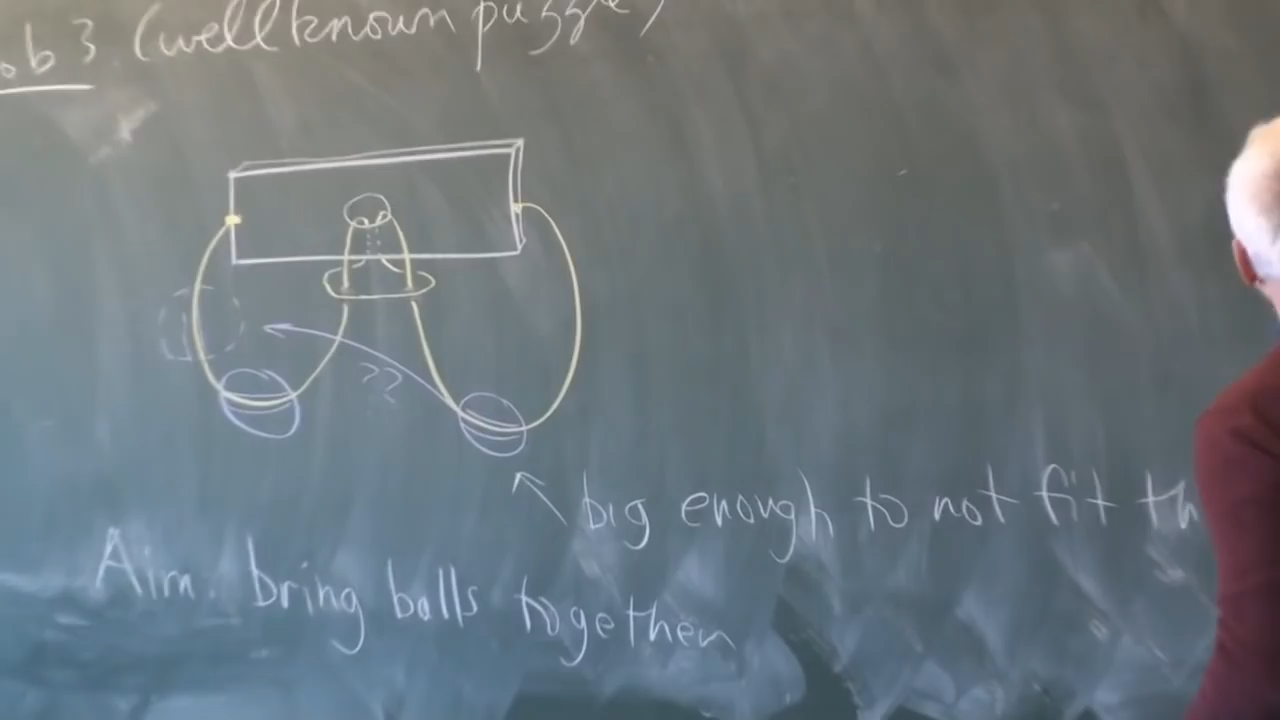 ob 3. (well known puzzle)
??
big enough to not fit th
Aim. bring balls together